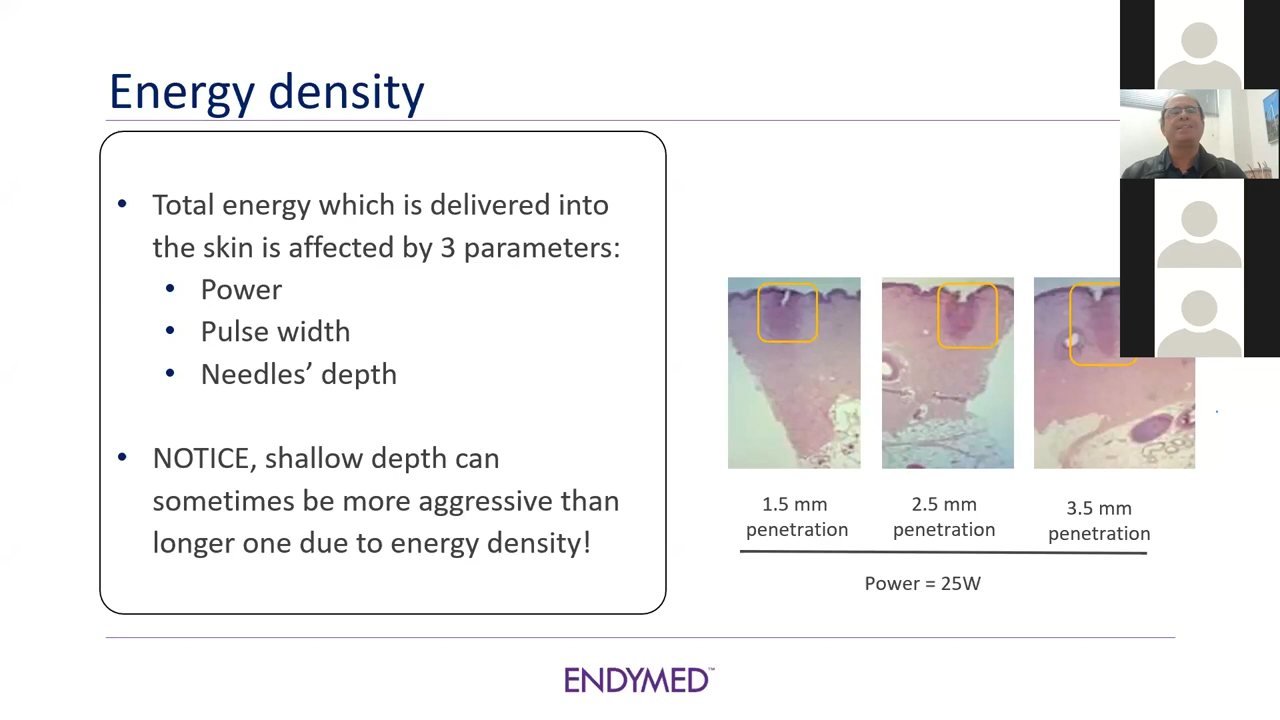 Energy density
• Total energy which is delivered into
the skin is affected by 3 parameters:
• Power
• Pulse width
• Needles’ depth
• NOTICE, shallow depth can
sometimes be more aggressive than
longer one due to energy density!
1.5 mm
penetration
2.5 mm
penetration
3.5 mm
penetration
Power = 25W
ENDYMED™